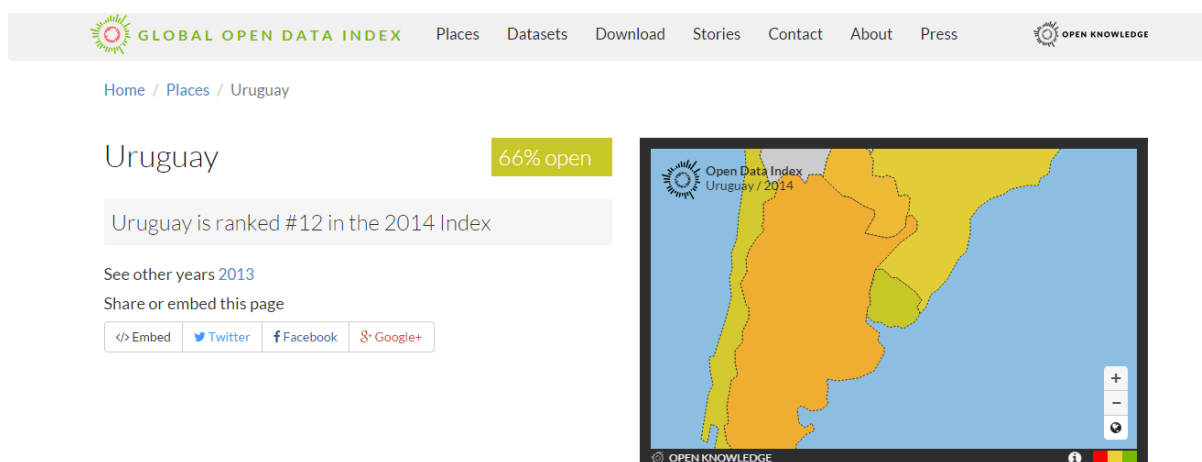 GLOBAL OPEN DATA INDEX Places Datasets Download Stories Contact About Press OPEN KNOWLEDGE
Home / Places / Uruguay
Uruguay
66% open
Uruguay is ranked #12 in the 2014 Index
See other years 2013
Share or embed this page
</> Embed Twitter Facebook Google+
Open Data Index
Uruguay / 2014
+
−
OPEN KNOWLEDGE